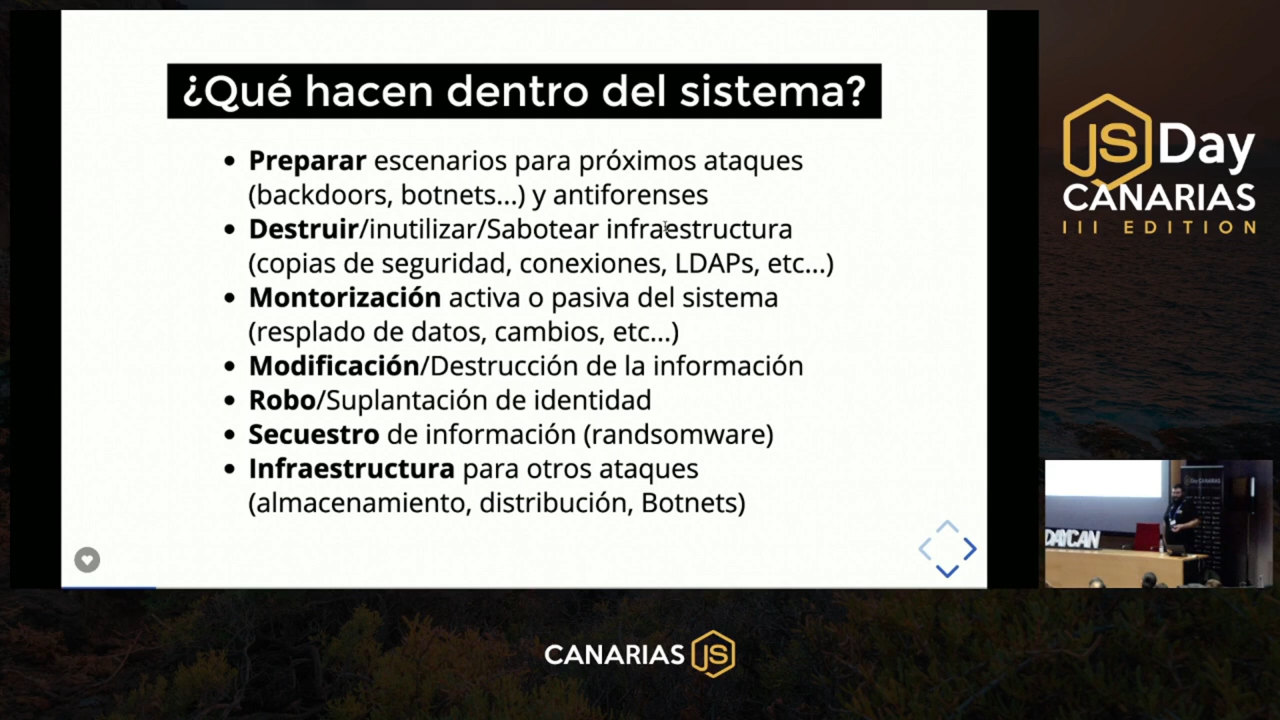 ¿Qué hacen dentro del sistema?
Preparar escenarios para próximos ataques
(backdoors, botnets...) y antiforenses
Destruir/inutilizar/Sabotear infraestructura
(copias de seguridad, conexiones, LDAPs, etc...)
Montorización activa o pasiva del sistema
(resplado de datos, cambios, etc...)
Modificación/Destrucción de la información
Robo/Suplantación de identidad
Secuestro de información (randsomware)
Infraestructura para otros ataques
(almacenamiento, distribución, Botnets)
JS Day
CANARIAS
III EDITION
DAYCAN
CANARIAS JS